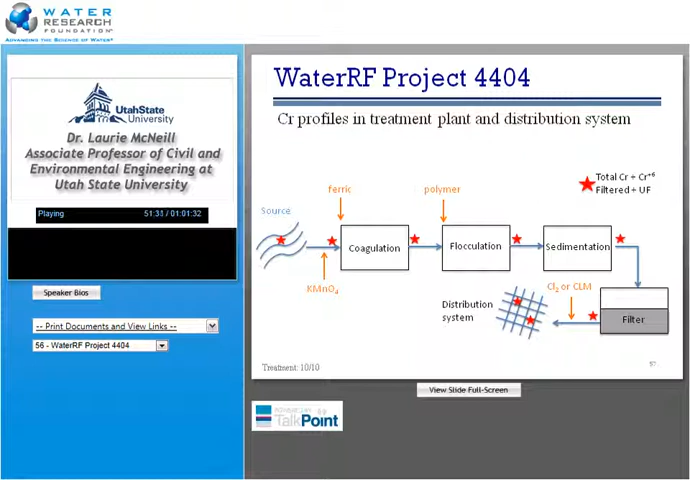 WATER
RESEARCH
FOUNDATION
ADVANCING THE SCIENCE OF WATER®
UtahState
University
Dr. Laurie McNeill
Associate Professor of Civil and
Environmental Engineering at
Utah State University
Playing 51:31 / 01:01:32
Speaker Bios
-- Print Documents and View Links --
56 - WaterRF Project 4404
WaterRF Project 4404
Cr profiles in treatment plant and distribution system
Total Cr + Cr+6
Filtered + UF
ferric
polymer
Source
Coagulation
Flocculation
Sedimentation
KMnO4
Cl2 or CLM
Distribution
system
Filter
Treatment: 10/10
57
View Slide Full-Screen
TalkPoint